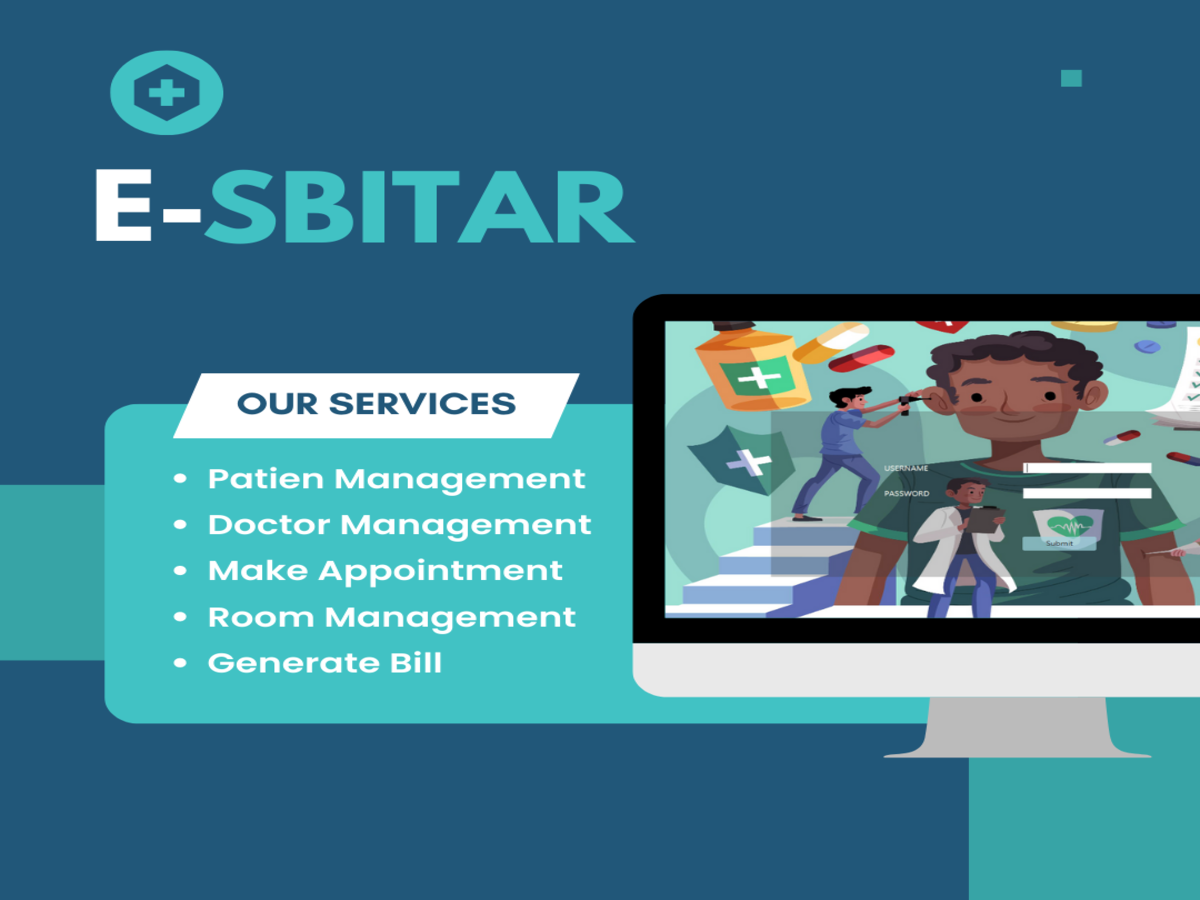 E-SBITAR
OUR SERVICES
• Patien Management
• Doctor Management
• Make Appointment
• Room Management
• Generate Bill
USERNAME
PASSWORD
Submit